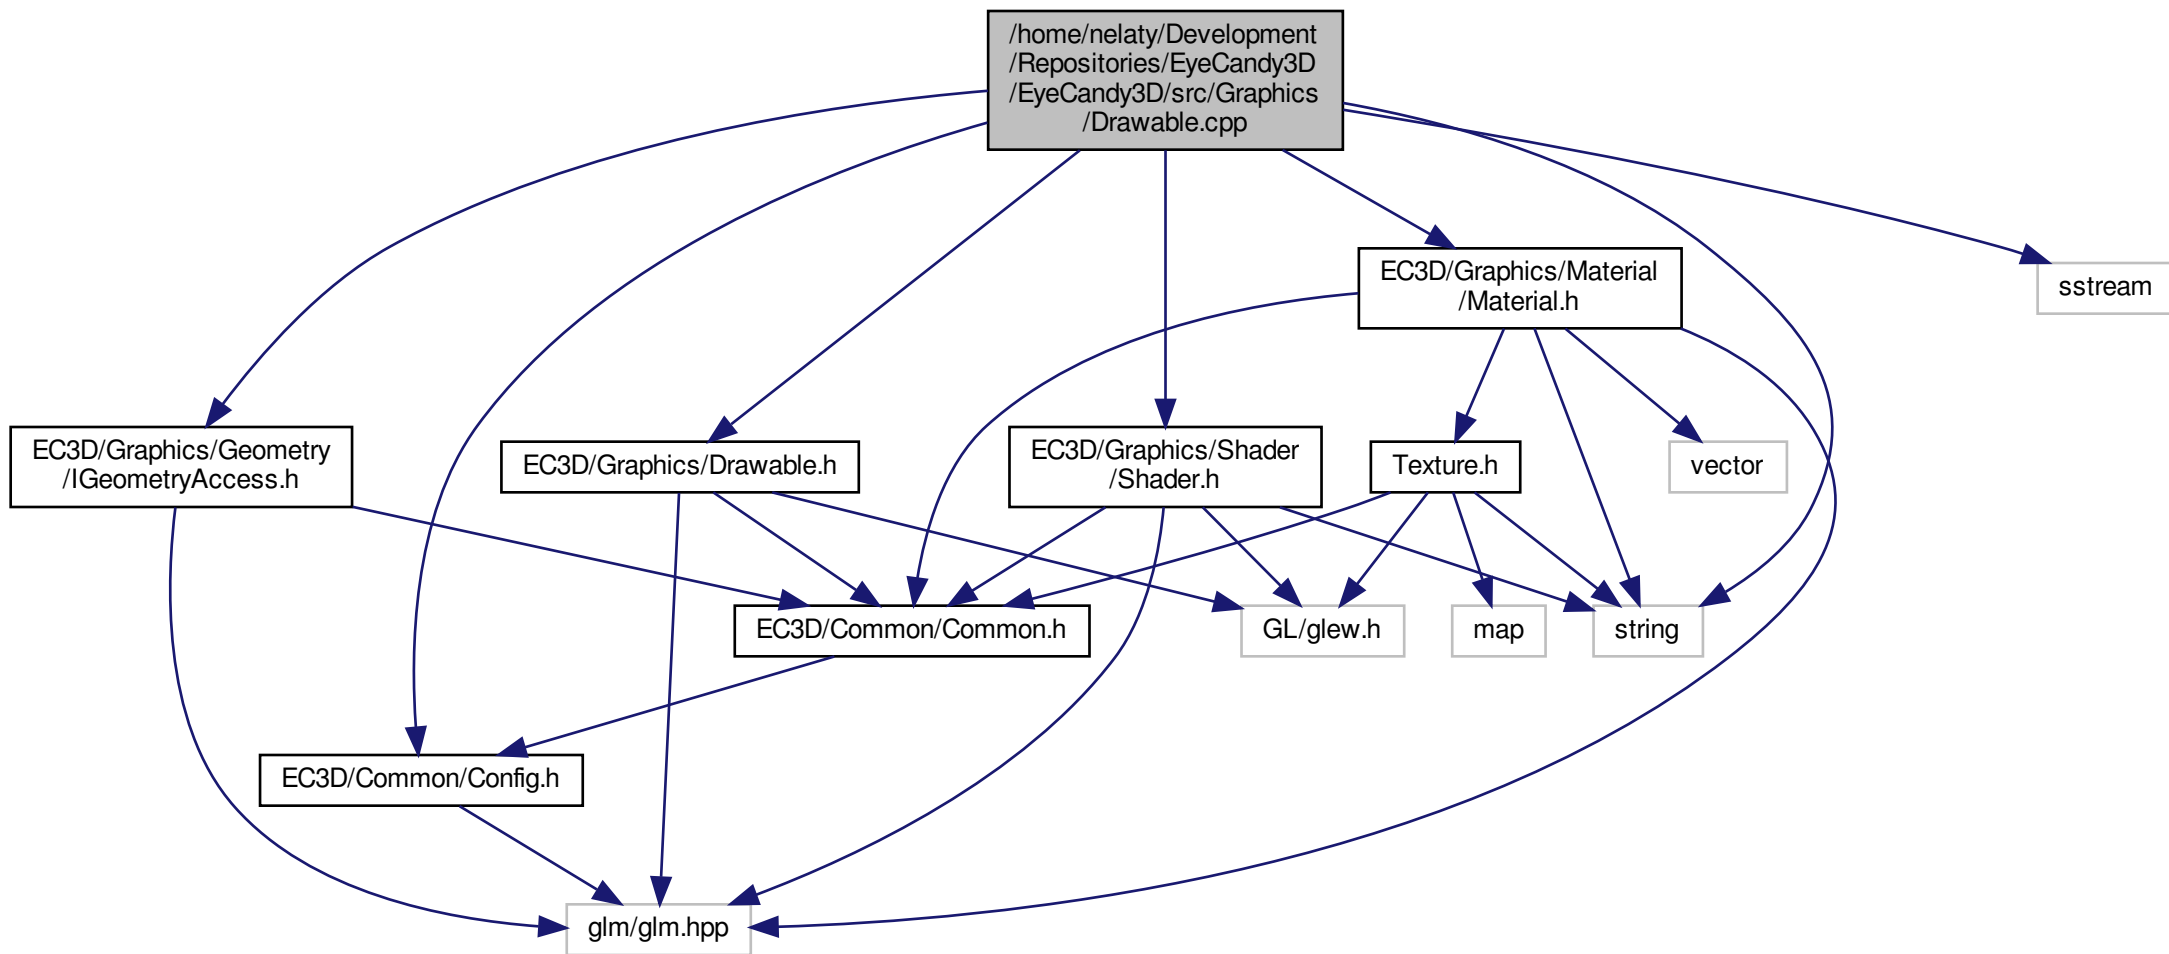 /home/nelaty/Development
/Repositories/EyeCandy3D
/EyeCandy3D/src/Graphics
/Drawable.cpp
EC3D/Graphics/Material
/Material.h
sstream
EC3D/Graphics/Geometry
/IGeometryAccess.h
EC3D/Graphics/Drawable.h
EC3D/Graphics/Shader
/Shader.h
Texture.h
vector
EC3D/Common/Common.h
GL/glew.h
map
string
EC3D/Common/Config.h
glm/glm.hpp